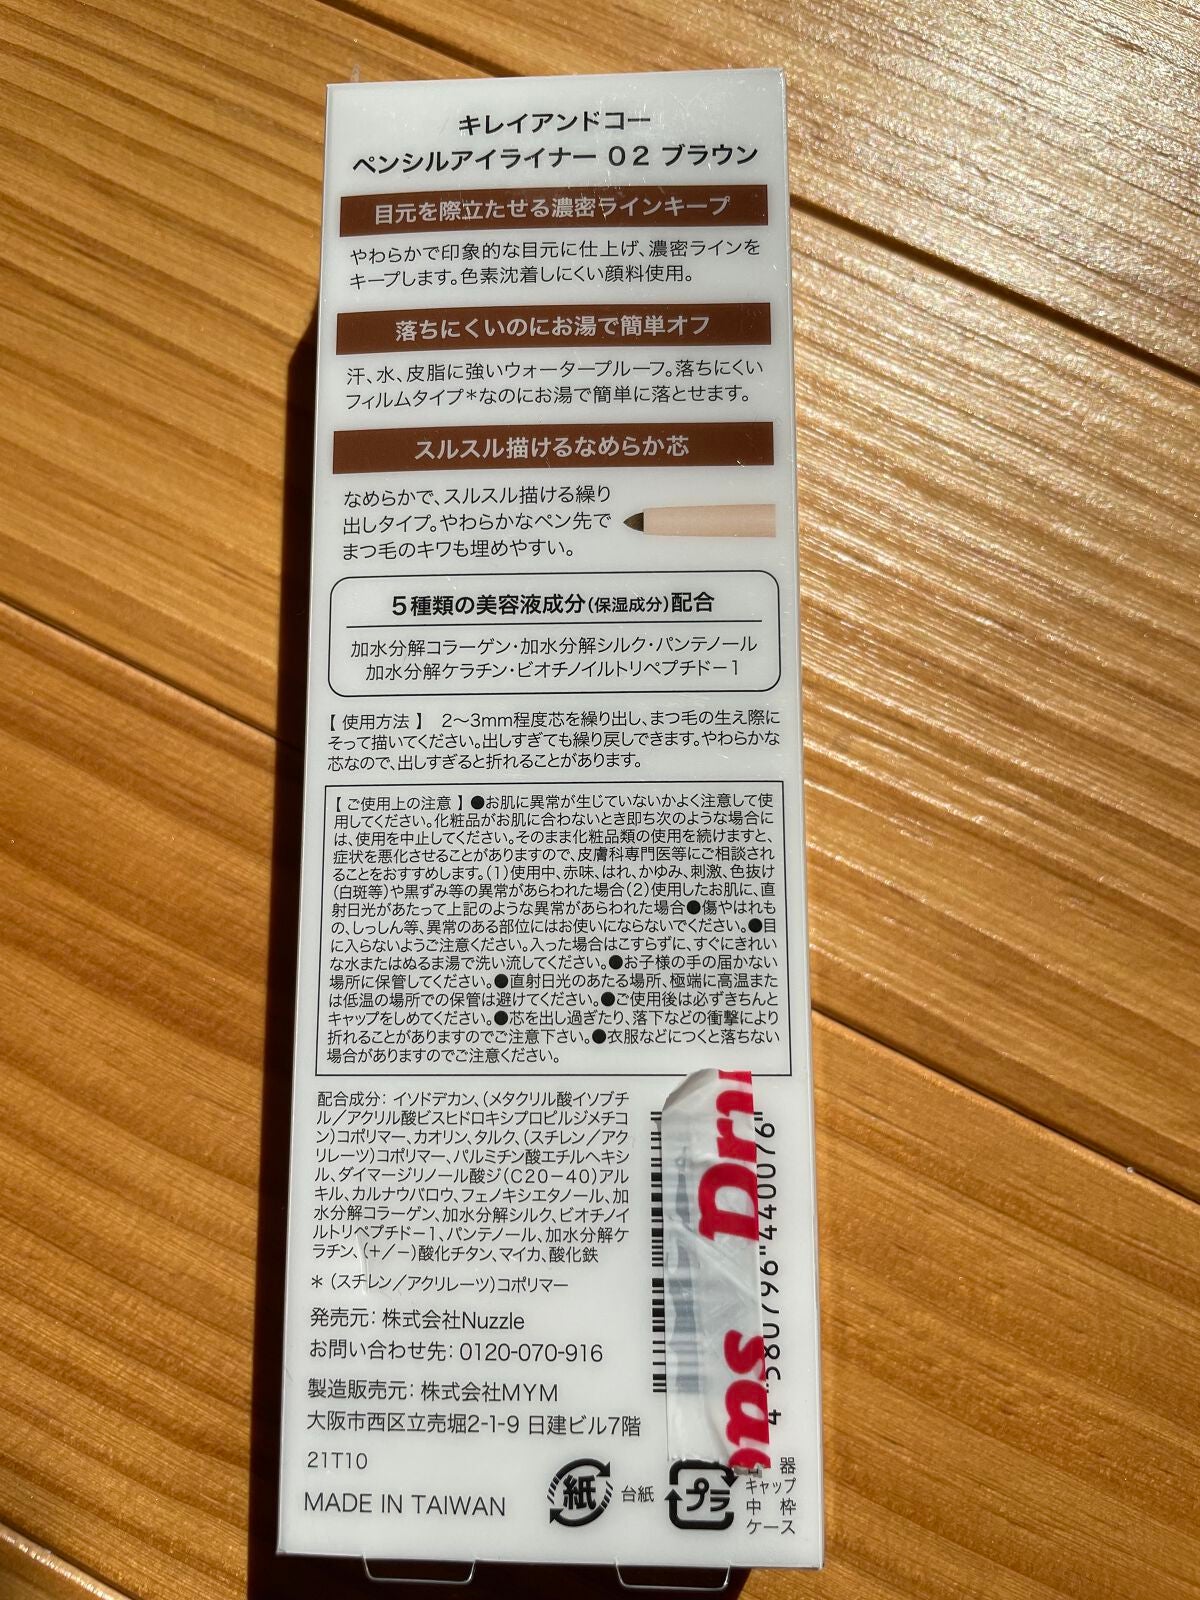 キレイアンドコー
ペンシルアイライナー 02 ブラウン
目元を際立たせる濃密ラインキープ
やわらかで印象的な目元に仕上げ、濃密ラインを
キープします。色素沈着しにくい顔料使用。
落ちにくいのにお湯で簡単オフ
汗、水、皮脂に強いウォータープルーフ。落ちにくい
フィルムタイプ＊なのにお湯で簡単に落とせます。
スルスル描けるなめらか芯
なめらかで、スルスル描ける繰り
出しタイプ。やわらかなペン先で
まつ毛のキワも埋めやすい。
5種類の美容液成分(保湿成分)配合
加水分解コラーゲン・加水分解シルク・パンテノール
加水分解ケラチン・ビオチノイルトリペプチド－1
【 使用方法 】 2～3mm程度芯を繰り出し、まつ毛の生え際に
そって描いてください。出しすぎても繰り戻しできます。やわらかな
芯なので、出しすぎると折れることがあります。
【 ご使用上の注意 】●お肌に異常が生じていないかよく注意して使
用してください。化粧品がお肌に合わないとき即ち次のような場合に
は、使用を中止してください。そのまま化粧品類の使用を続けますと、
症状を悪化させることがありますので、皮膚科専門医等にご相談され
ることをおすすめします。(1)使用中、赤味、はれ、かゆみ、刺激、色抜け
(白斑等)や黒ずみ等の異常があらわれた場合(2)使用したお肌に、直
射日光があたって上記のような異常があらわれた場合●傷やはれも
の、しっしん等、異常のある部位にはお使いにならないでください。●目
に入らないようご注意ください。入った場合はこすらずに、すぐにきれい
な水またはぬるま湯で洗い流してください。●お子様の手の届かない
場所に保管してください。●直射日光のあたる場所、極端に高温また
は低温の場所での保管は避けてください。●ご使用後は必ずきちんと
キャップをしめてください。●芯を出し過ぎたり、落下などの衝撃により
折れることがありますのでご注意下さい。●衣服などにつくと落ちない
場合がありますのでご注意ください。
配合成分：イソドデカン、(メタクリル酸イソブチ
ル／アクリル酸ビスヒドロキシプロピルジメチコ
ン)コポリマー、カオリン、タルク、(スチレン／アク
リレーツ)コポリマー、パルミチン酸エチルヘキシ
ル、ダイマージリノール酸ジ(C20－40)アル
キル、カルナウバロウ、フェノキシエタノール、加
水分解コラーゲン、加水分解シルク、ビオチノイ
ルトリペプチド－1、パンテノール、加水分解ケ
ラチン、(＋／－)酸化チタン、マイカ、酸化鉄
＊(スチレン／アクリレーツ)コポリマー
発売元：株式会社Nuzzle
お問い合わせ先：0120-070-916
製造販売元：株式会社MYM
大阪市西区立売堀2-1-9 日建ビル7階
21T10
MADE IN TAIWAN
紙
台紙
プラ
器
キャップ
中 枠
ケース
4"580796"440076"